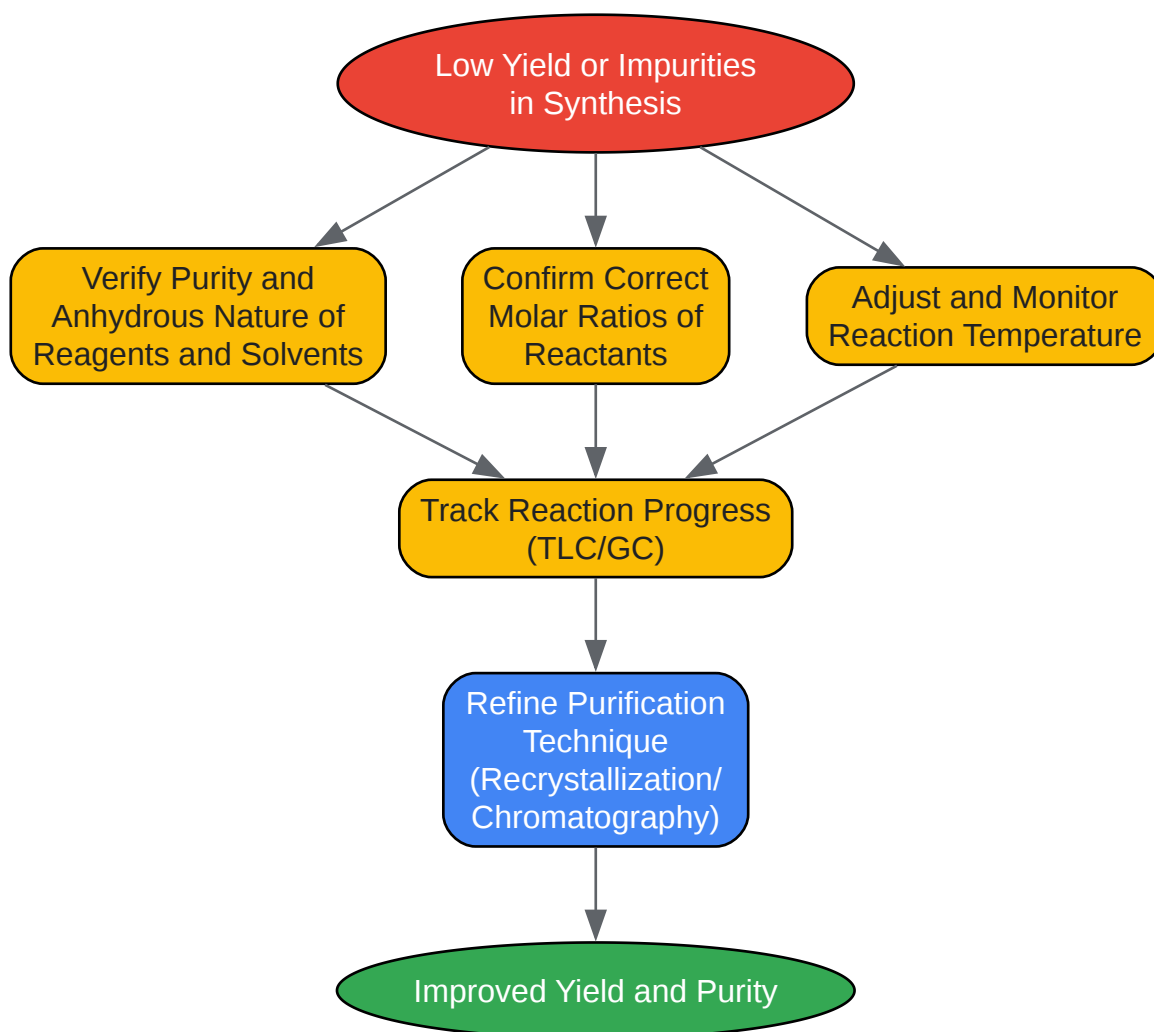 Low Yield or Impurities
in Synthesis
Verify Purity and
Anhydrous Nature of
Reagents and Solvents
Confirm Correct
Molar Ratios of
Reactants
Adjust and Monitor
Reaction Temperature
Track Reaction Progress
(TLC/GC)
Refine Purification
Technique
(Recrystallization/
Chromatography)
Improved Yield and Purity